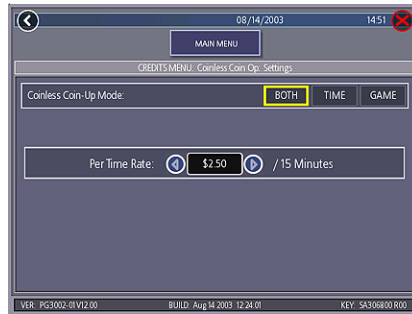 08/14/2003 14:51
MAIN MENU
CREDITS MENU: Coinless Coin Op: Settings
Coinless Coin-Up Mode: BOTH TIME GAME
Per Time Rate: $2.50 / 15 Minutes
VER: PG3002-01V12.00 BUILD: Aug 14 2003 12:24:01 KEY: SA306800 R00